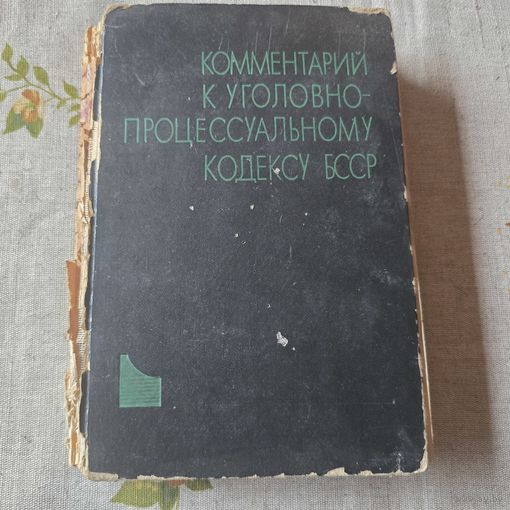 КОММЕНТАРИЙ
К УГОЛОВНО-
ПРОЦЕССУАЛЬНОМУ
КОДЕКСУ БССР